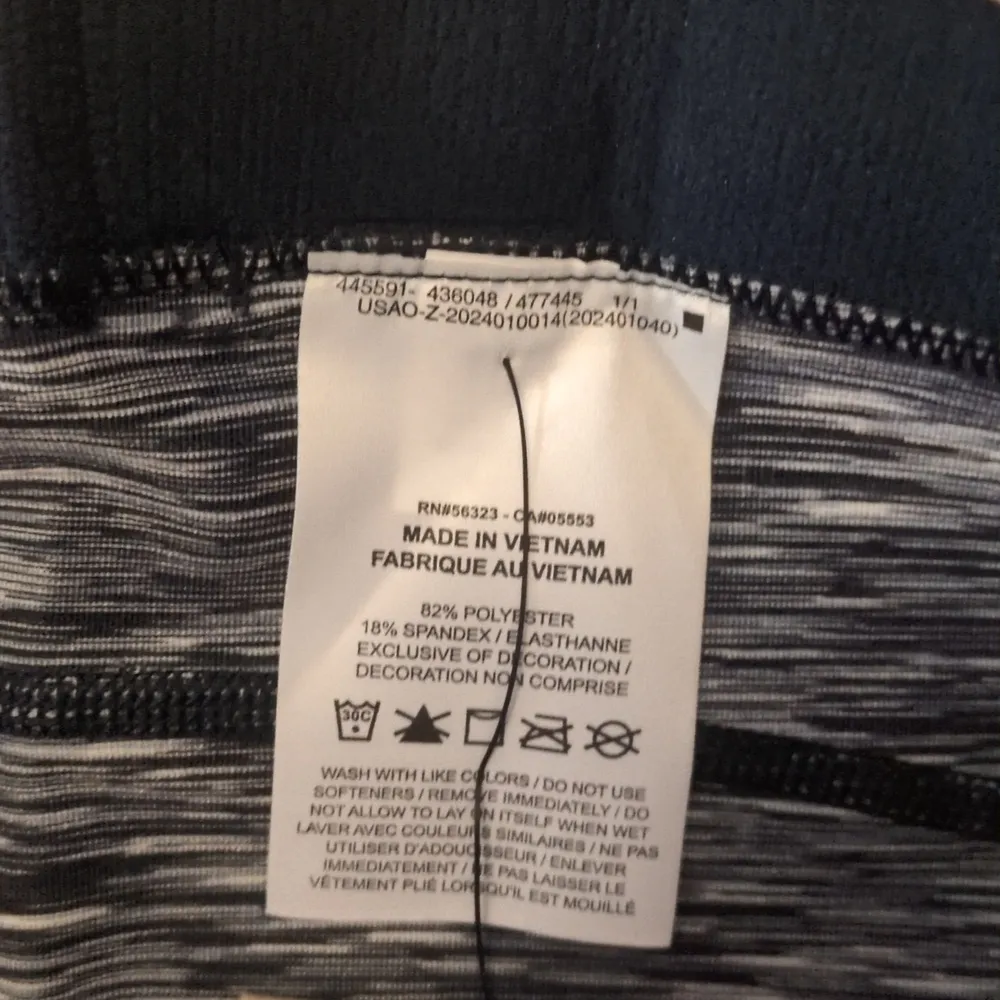 445591- 436048 / 477445 1/1
USAO-Z-2024010014(202401040)
RN#56323 - CA#05553
MADE IN VIETNAM
FABRIQUE AU VIETNAM
82% POLYESTER
18% SPANDEX / ELASTHANNE
EXCLUSIVE OF DECORATION /
DECORATION NON COMPRISE
30C
WASH WITH LIKE COLORS / DO NOT USE
SOFTENERS / REMOVE IMMEDIATELY / DO
NOT ALLOW TO LAY ON ITSELF WHEN WET
LAVER AVEC COULEURS SIMILAIRES / NE PAS
UTILISER D'ADOUCISSEUR / ENLEVER
IMMEDIATEMENT / NE PAS LAISSER LE
VÊTEMENT PLIÉ LORSQU'IL EST MOUILLÉ